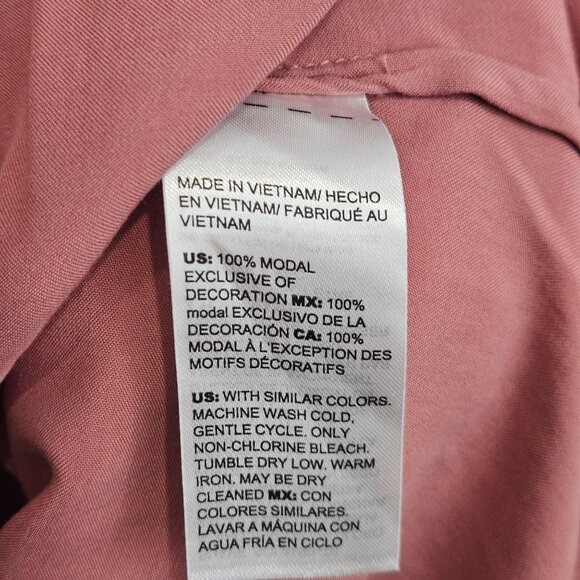 MADE IN VIETNAM/ HECHO
EN VIETNAM/ FABRIQUÉ AU
VIETNAM
US: 100% MODAL
EXCLUSIVE OF
DECORATION MX: 100%
modal EXCLUSIVO DE LA
DECORACIÓN CA: 100%
MODAL À L'EXCEPTION DES
MOTIFS DÉCORATIFS
US: WITH SIMILAR COLORS.
MACHINE WASH COLD,
GENTLE CYCLE. ONLY
NON-CHLORINE BLEACH.
TUMBLE DRY LOW. WARM
IRON. MAY BE DRY
CLEANED MX: CON
COLORES SIMILARES.
LAVAR A MÁQUINA CON
AGUA FRÍA EN CICLO